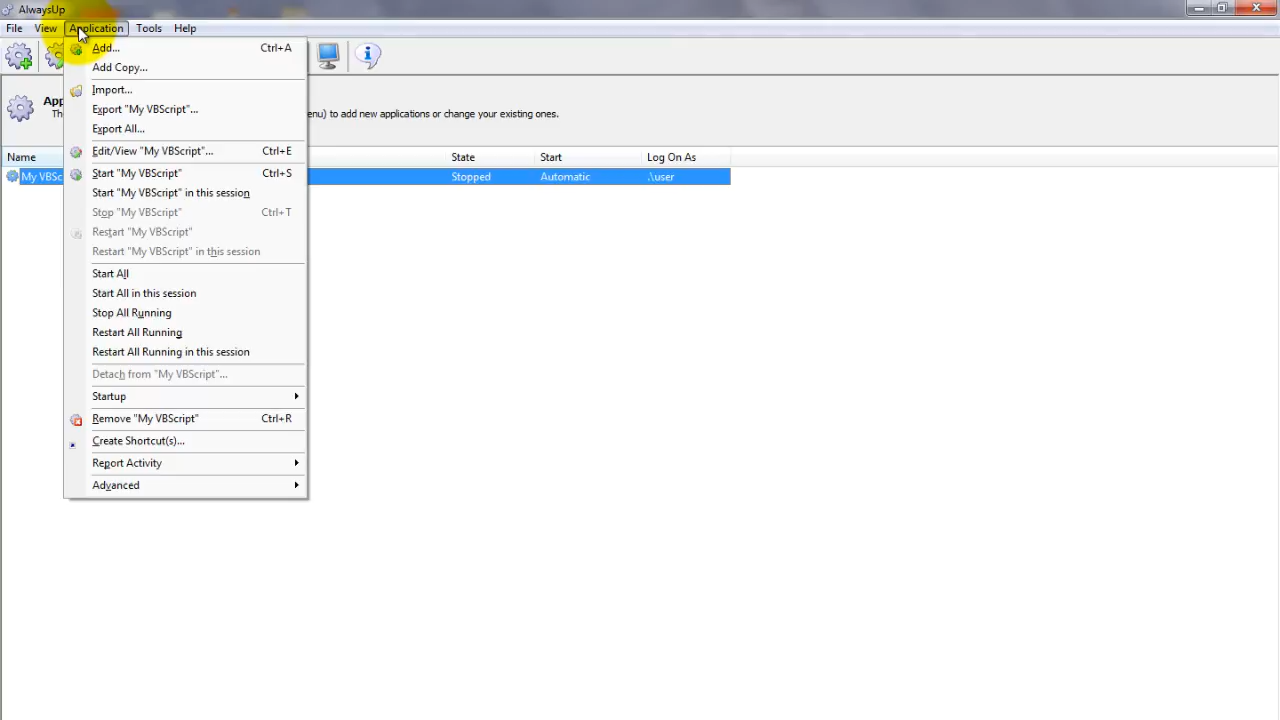 AlwaysUp
File View Application Tools Help
Add... Ctrl+A
Add Copy...
Import...
App
Export "My VBScript"...
The enu) to add new applications or change your existing ones.
Export All...
Edit/View "My VBScript"... Ctrl+E
Name State Start Log On As
Start "My VBScript" Ctrl+S
My VBSc Stopped Automatic .\user
Start "My VBScript" in this session
Stop "My VBScript" Ctrl+T
Restart "My VBScript"
Restart "My VBScript" in this session
Start All
Start All in this session
Stop All Running
Restart All Running
Restart All Running in this session
Detach from "My VBScript"...
Startup
Remove "My VBScript" Ctrl+R
Create Shortcut(s)...
Report Activity
Advanced